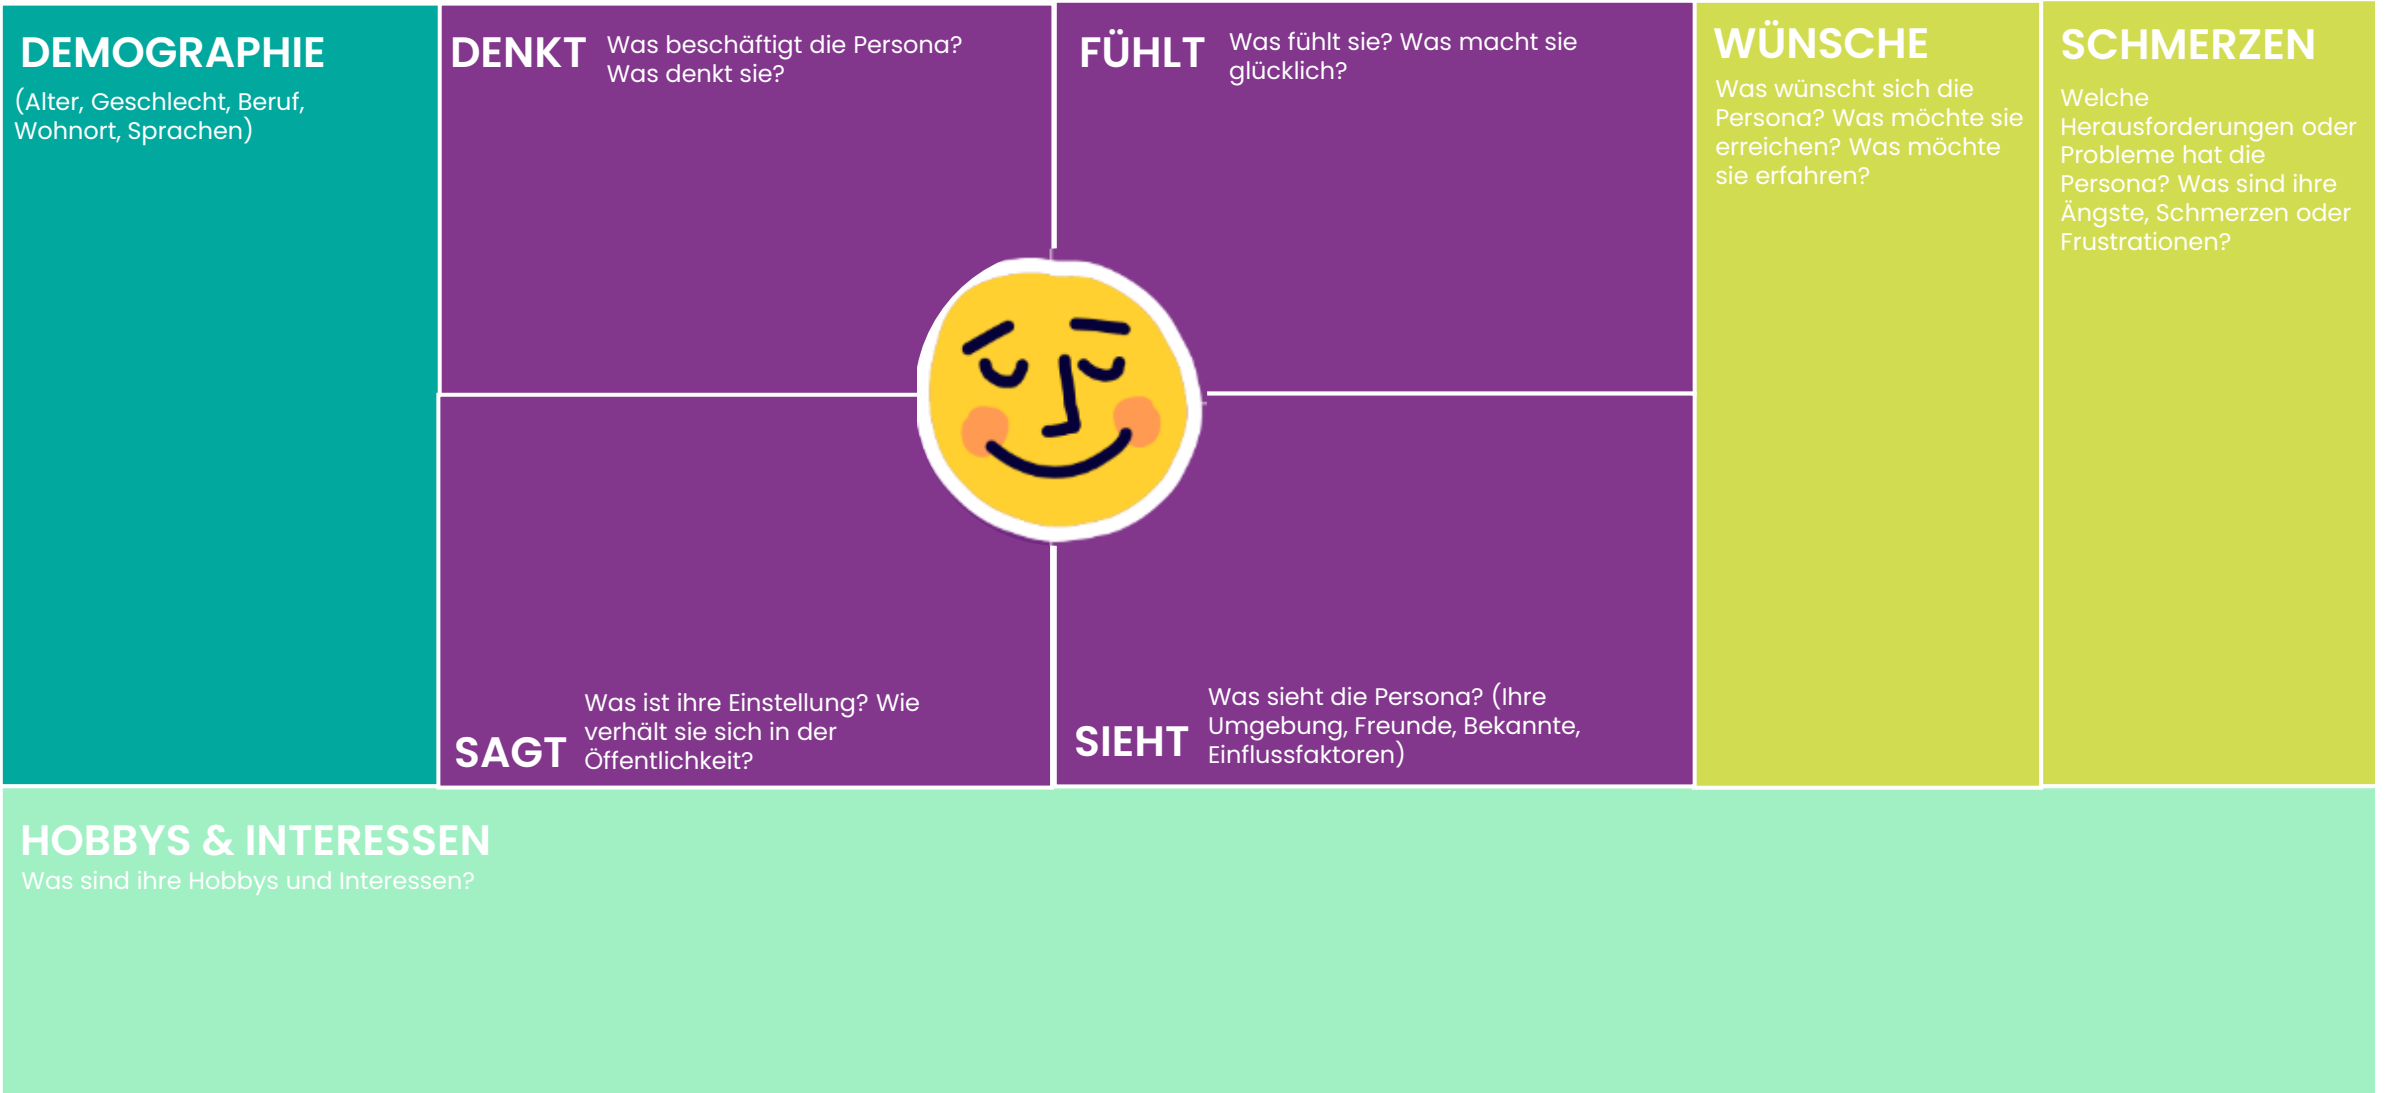 DEMOGRAPHIE
(Alter, Geschlecht, Beruf,
Wohnort, Sprachen)
DENKT
Was beschäftigt die Persona?
Was denkt sie?
FÜHLT
Was fühlt sie? Was macht sie
glücklich?
WÜNSCHE
Was wünscht sich die
Persona? Was möchte sie
erreichen? Was möchte
sie erfahren?
SCHMERZEN
Welche
Herausforderungen oder
Probleme hat die
Persona? Was sind ihre
Ängste, Schmerzen oder
Frustrationen?
SAGT
Was ist ihre Einstellung? Wie
verhält sie sich in der
Öffentlichkeit?
SIEHT
Was sieht die Persona? (Ihre
Umgebung, Freunde, Bekannte,
Einflussfaktoren)
HOBBYS & INTERESSEN
Was sind ihre Hobbys und Interessen?